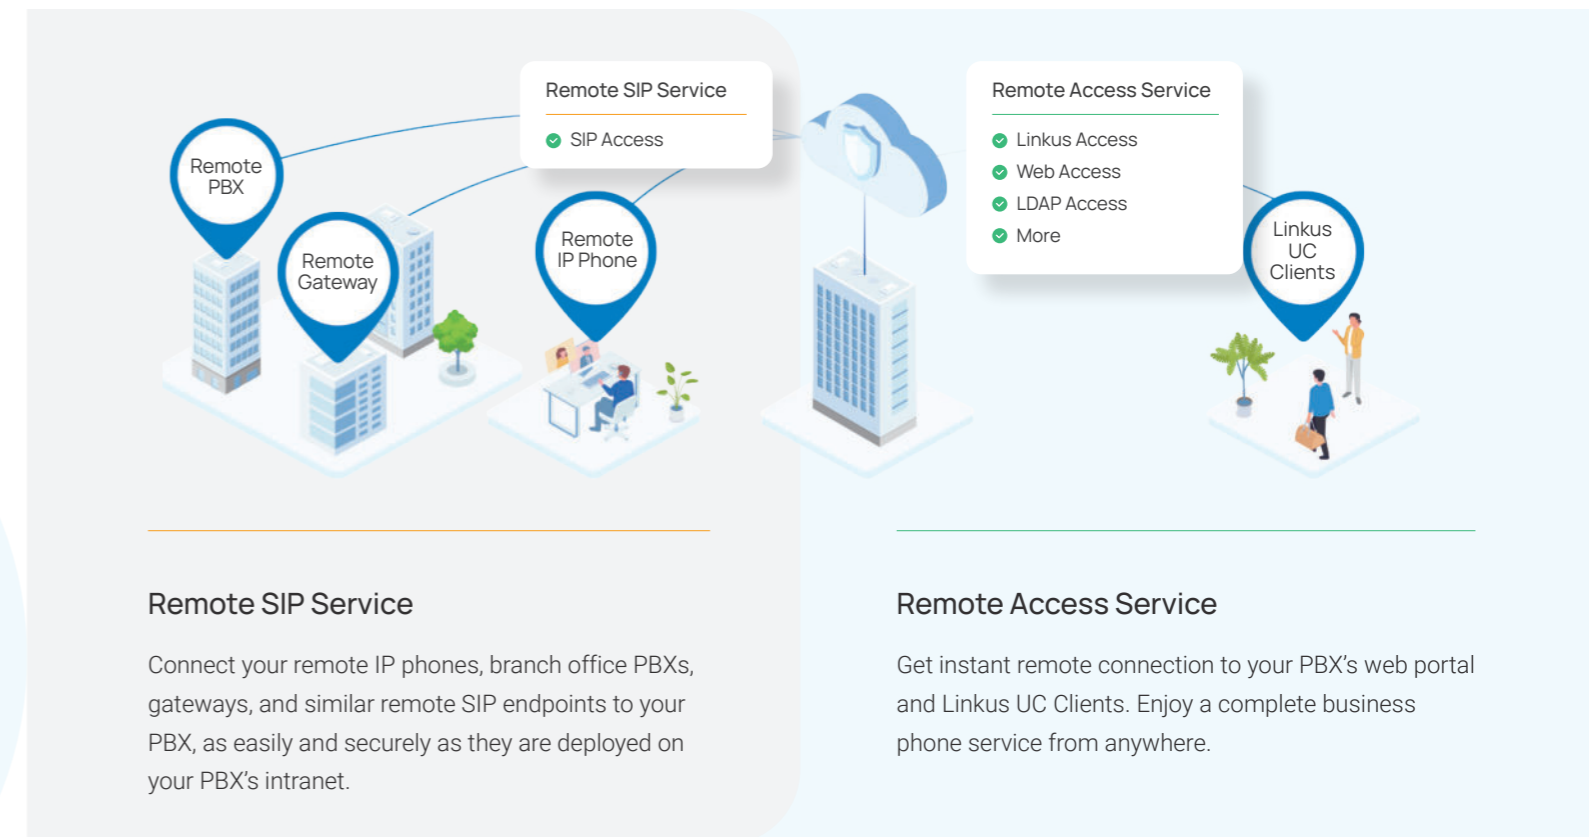 Remote SIP Service
SIP Access
Remote Access Service
Linkus Access
Web Access
LDAP Access
More
Remote
PBX
Remote
Gateway
Remote
IP Phone
Linkus
UC
Clients
Remote SIP Service
Connect your remote IP phones, branch office PBXs,
gateways, and similar remote SIP endpoints to your
PBX, as easily and securely as they are deployed on
your PBX’s intranet.
Remote Access Service
Get instant remote connection to your PBX’s web portal
and Linkus UC Clients. Enjoy a complete business
phone service from anywhere.